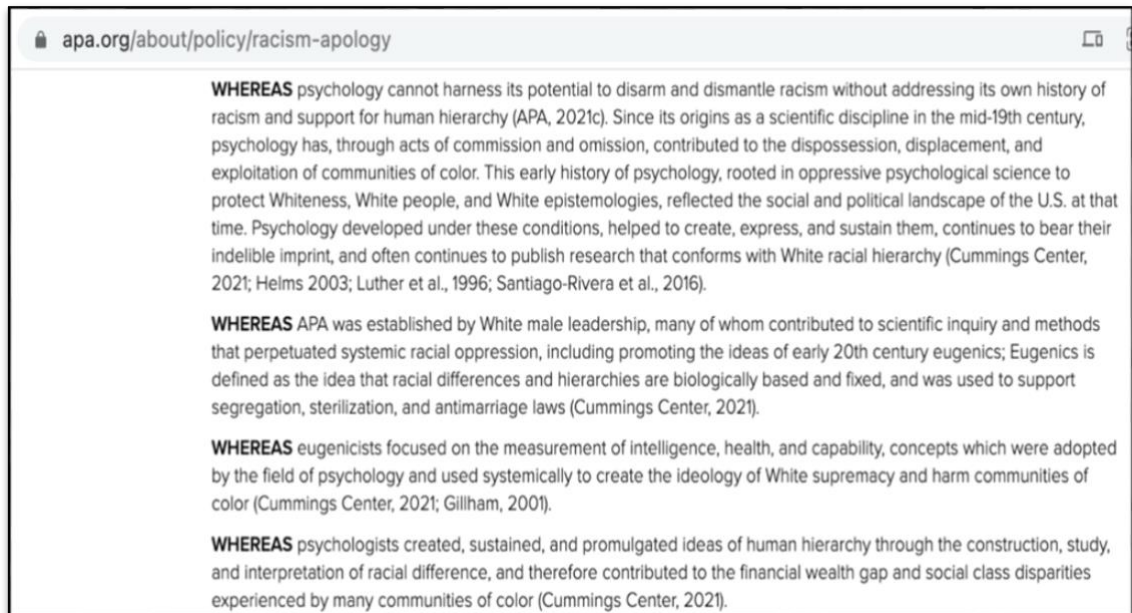 apa.org/about/policy/racism-apology
WHEREAS psychology cannot harness its potential to disarm and dismantle racism without addressing its own history of
racism and support for human hierarchy (APA, 2021c). Since its origins as a scientific discipline in the mid-19th century,
psychology has, through acts of commission and omission, contributed to the dispossession, displacement, and
exploitation of communities of color. This early history of psychology, rooted in oppressive psychological science to
protect Whiteness, White people, and White epistemologies, reflected the social and political landscape of the U.S. at that
time. Psychology developed under these conditions, helped to create, express, and sustain them, continues to bear their
indelible imprint, and often continues to publish research that conforms with White racial hierarchy (Cummings Center,
2021; Helms 2003; Luther et al., 1996; Santiago-Rivera et al., 2016).
WHEREAS APA was established by White male leadership, many of whom contributed to scientific inquiry and methods
that perpetuated systemic racial oppression, including promoting the ideas of early 20th century eugenics; Eugenics is
defined as the idea that racial differences and hierarchies are biologically based and fixed, and was used to support
segregation, sterilization, and antimarriage laws (Cummings Center, 2021).
WHEREAS eugenicists focused on the measurement of intelligence, health, and capability, concepts which were adopted
by the field of psychology and used systemically to create the ideology of White supremacy and harm communities of
color (Cummings Center, 2021; Gillham, 2001).
WHEREAS psychologists created, sustained, and promulgated ideas of human hierarchy through the construction, study,
and interpretation of racial difference, and therefore contributed to the financial wealth gap and social class disparities
experienced by many communities of color (Cummings Center, 2021).